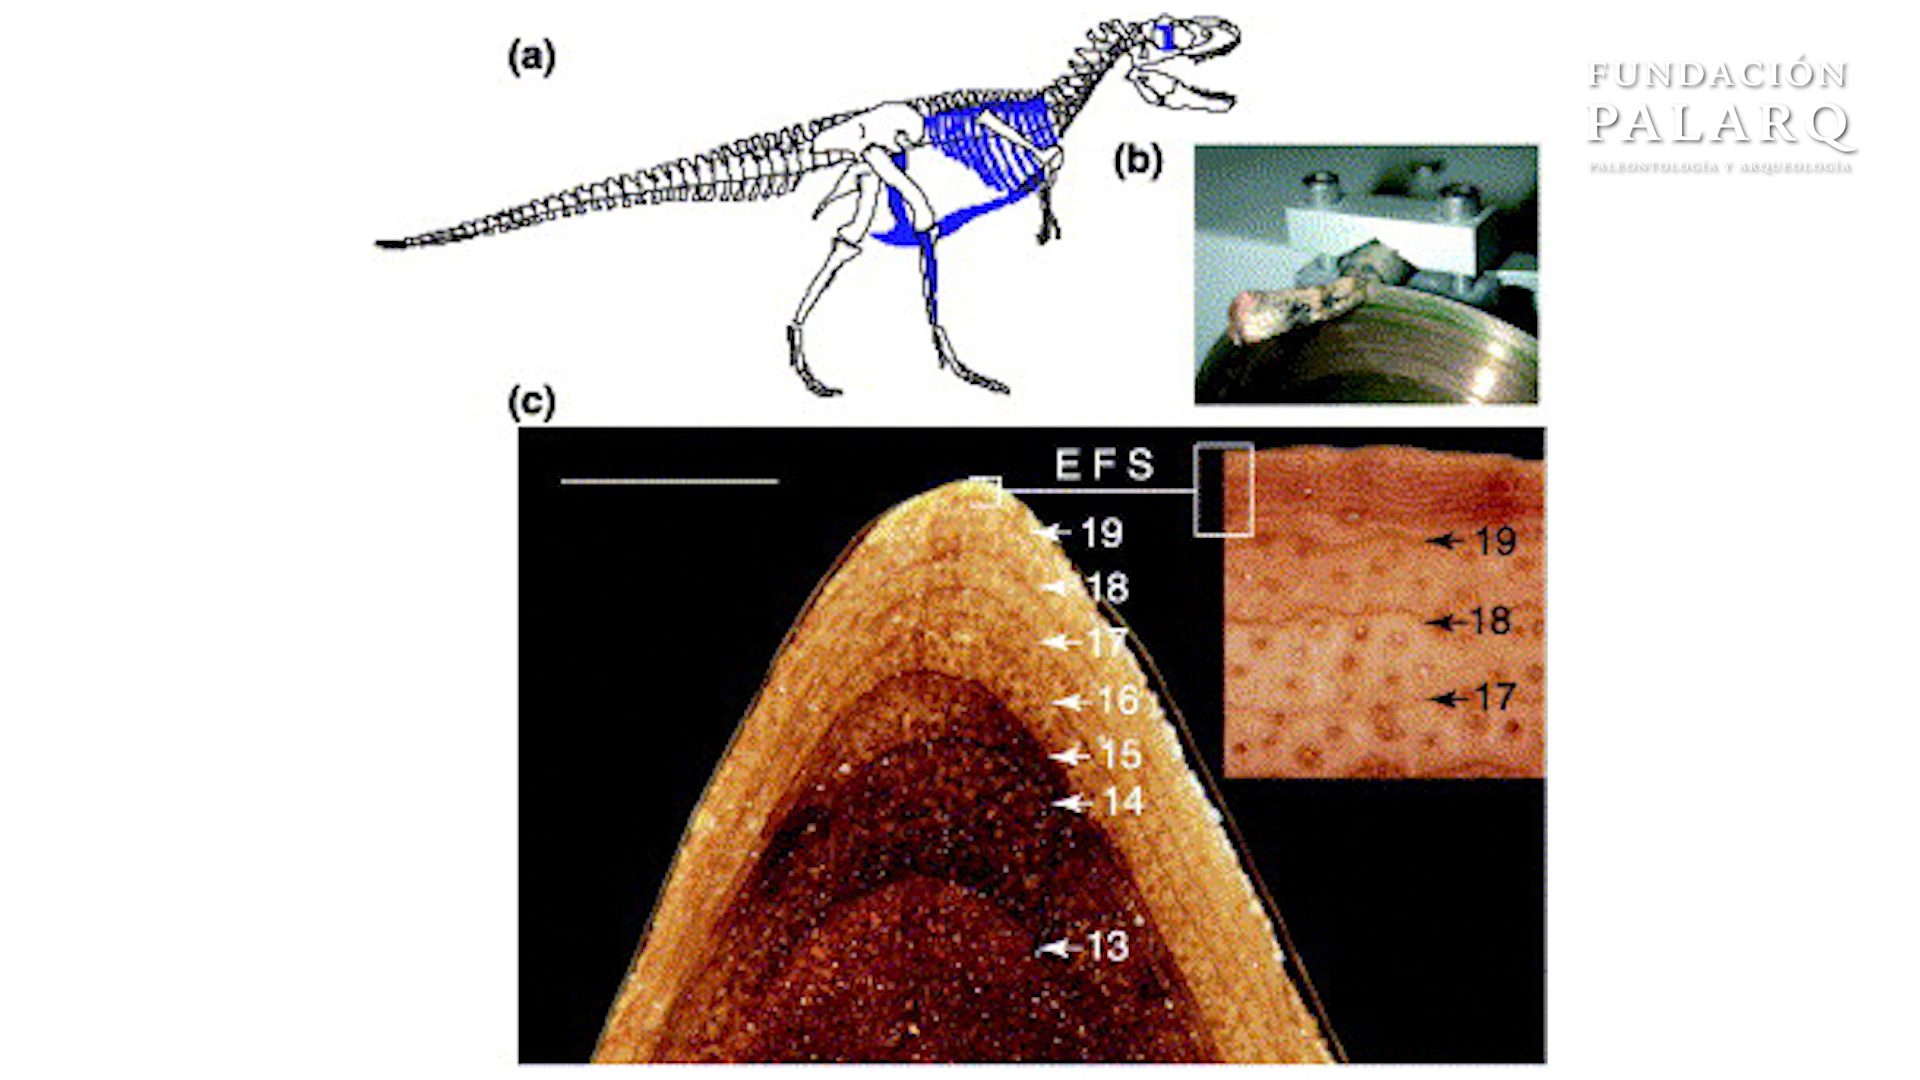 (a)
FUNDACIÓN
PALARQ
PALEONTOLOGÍA Y ARQUEOLOGÍA
(b)
(c)
EFS
19
18
17
16
15
14
13
19
18
17